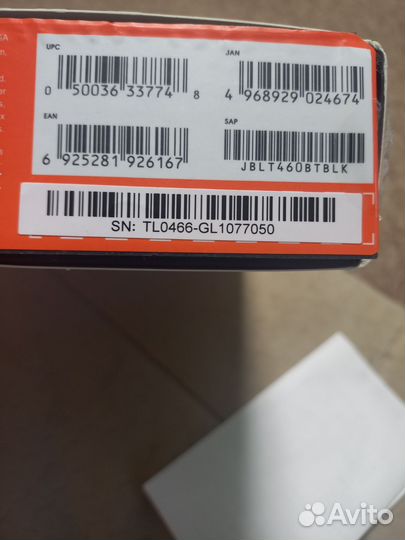 UPC
0 50036 33774 8
JAN
4 968929 024674
EAN
6 925281 926167
SAP
JBLT460BTBLK
SN: TL0466-GL1077050
Avito